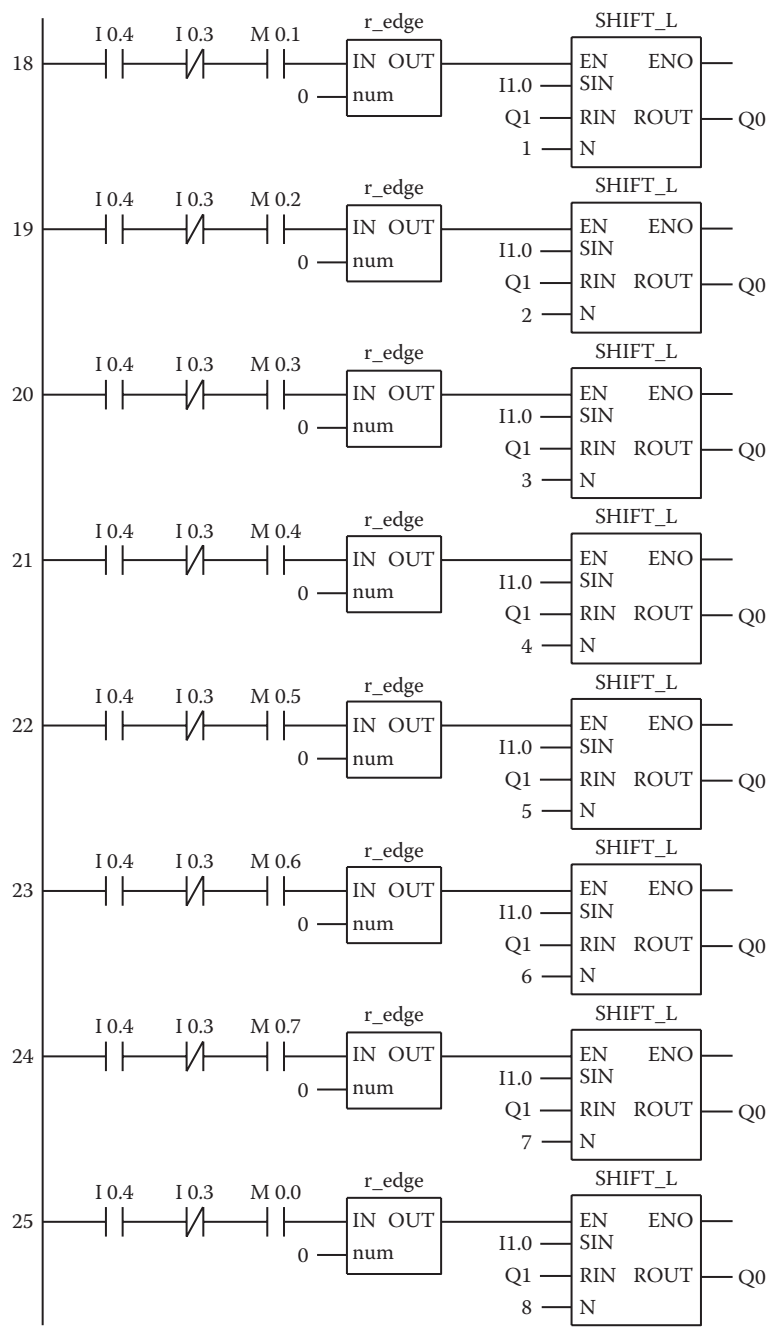 r_edge SHIFT_L
I 0.4 I 0.3 M 0.1
18 IN OUT EN ENO
I1.0 SIN
0 num
Q1 RIN ROUT Q0
1 N
r_edge SHIFT_L
I 0.4 I 0.3 M 0.2
19 IN OUT EN ENO
I1.0 SIN
0 num
Q1 RIN ROUT Q0
2 N
r_edge SHIFT_L
I 0.4 I 0.3 M 0.3
20 IN OUT EN ENO
I1.0 SIN
0 num
Q1 RIN ROUT Q0
3 N
r_edge SHIFT_L
I 0.4 I 0.3 M 0.4
21 IN OUT EN ENO
I1.0 SIN
0 num
Q1 RIN ROUT Q0
4 N
r_edge SHIFT_L
I 0.4 I 0.3 M 0.5
22 IN OUT EN ENO
I1.0 SIN
0 num
Q1 RIN ROUT Q0
5 N
r_edge SHIFT_L
I 0.4 I 0.3 M 0.6
23 IN OUT EN ENO
I1.0 SIN
0 num
Q1 RIN ROUT Q0
6 N
r_edge SHIFT_L
I 0.4 I 0.3 M 0.7
24 IN OUT EN ENO
I1.0 SIN
0 num
Q1 RIN ROUT Q0
7 N
r_edge SHIFT_L
I 0.4 I 0.3 M 0.0
25 IN OUT EN ENO
I1.0 SIN
0 num
Q1 RIN ROUT Q0
8 N